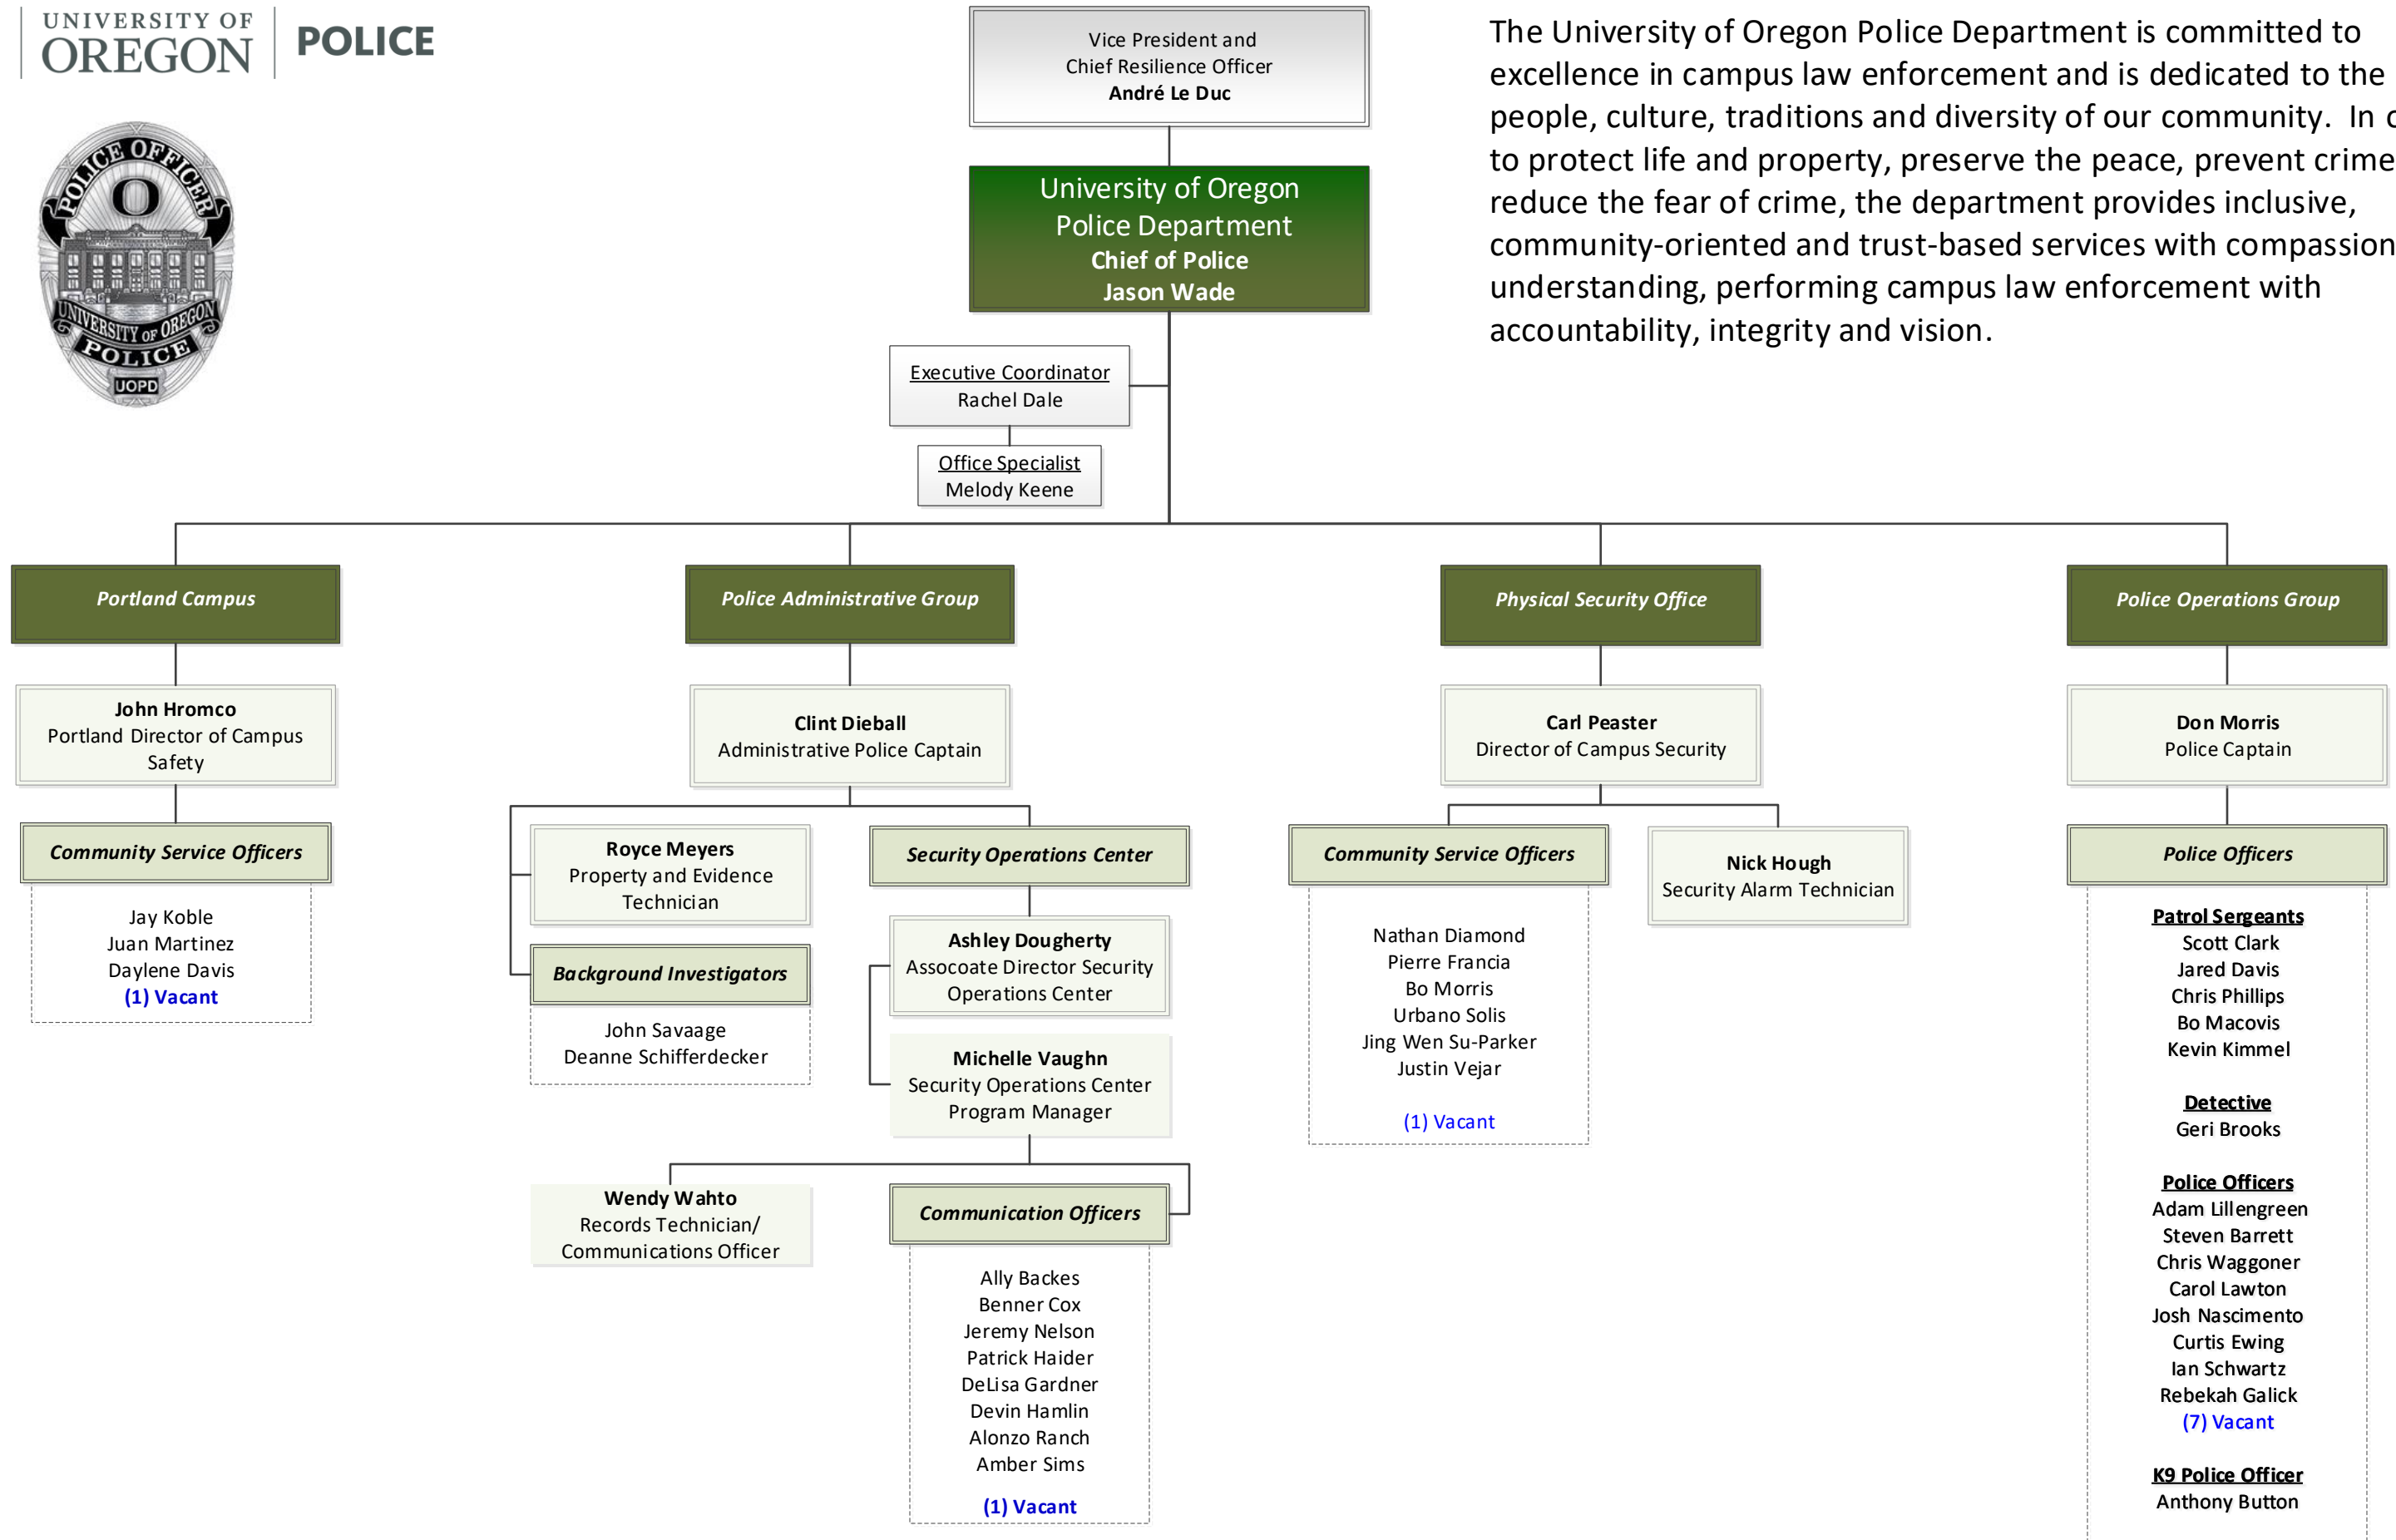 UNIVERSITY OF
OREGON
POLICE
POLICE OFFICER
O
UNIVERSITY OF OREGON
POLICE
UOPD
Vice President and
Chief Resilience Officer
André Le Duc
University of Oregon
Police Department
Chief of Police
Jason Wade
The University of Oregon Police Department is committed to
excellence in campus law enforcement and is dedicated to the
people, culture, traditions and diversity of our community. In
to protect life and property, preserve the peace, prevent crime
reduce the fear of crime, the department provides inclusive,
community-oriented and trust-based services with compassion
understanding, performing campus law enforcement with
accountability, integrity and vision.
Executive Coordinator
Rachel Dale
Office Specialist
Melody Keene
Portland Campus
John Hromco
Portland Director of Campus
Safety
Community Service Officers
Jay Koble
Juan Martinez
Daylene Davis
(1) Vacant
Police Administrative Group
Clint Dieball
Administrative Police Captain
Royce Meyers
Property and Evidence
Technician
Background Investigators
John Savaage
Deanne Schifferdecker
Security Operations Center
Ashley Dougherty
Assocoate Director Security
Operations Center
Michelle Vaughn
Security Operations Center
Program Manager
Wendy Wahto
Records Technician/
Communications Officer
Communication Officers
Ally Backes
Benner Cox
Jeremy Nelson
Patrick Haider
DeLisa Gardner
Devin Hamlin
Alonzo Ranch
Amber Sims
(1) Vacant
Physical Security Office
Carl Peaster
Director of Campus Security
Community Service Officers
Nathan Diamond
Pierre Francia
Bo Morris
Urbano Solis
Jing Wen Su-Parker
Justin Vejar
(1) Vacant
Nick Hough
Security Alarm Technician
Police Operations Group
Don Morris
Police Captain
Police Officers
Patrol Sergeants
Scott Clark
Jared Davis
Chris Phillips
Bo Macovis
Kevin Kimmel
Detective
Geri Brooks
Police Officers
Adam Lillengreen
Steven Barrett
Chris Waggoner
Carol Lawton
Josh Nascimento
Curtis Ewing
Ian Schwartz
Rebekah Galick
(7) Vacant
K9 Police Officer
Anthony Button